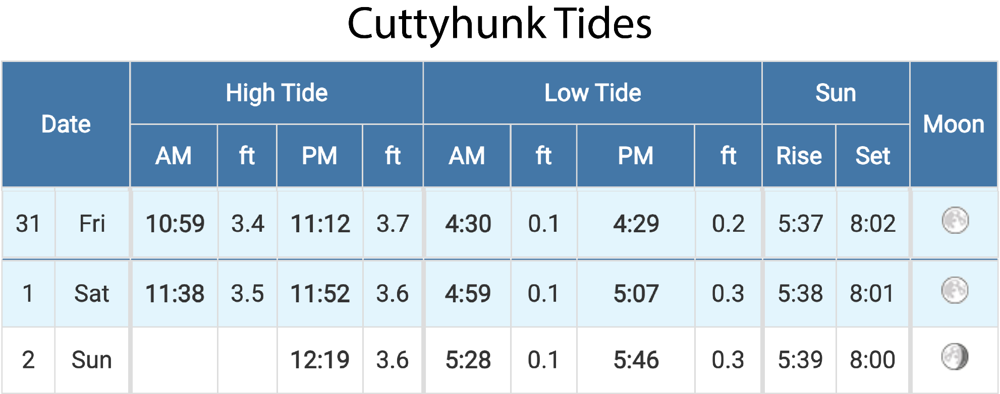 Cuttyhunk Tides
Date High Tide Low Tide Sun Moon
AM ft PM ft AM ft PM ft Rise Set
31 Fri 10:59 3.4 11:12 3.7 4:30 0.1 4:29 0.2 5:37 8:02
1 Sat 11:38 3.5 11:52 3.6 4:59 0.1 5:07 0.3 5:38 8:01
2 Sun 12:19 3.6 5:28 0.1 5:46 0.3 5:39 8:00